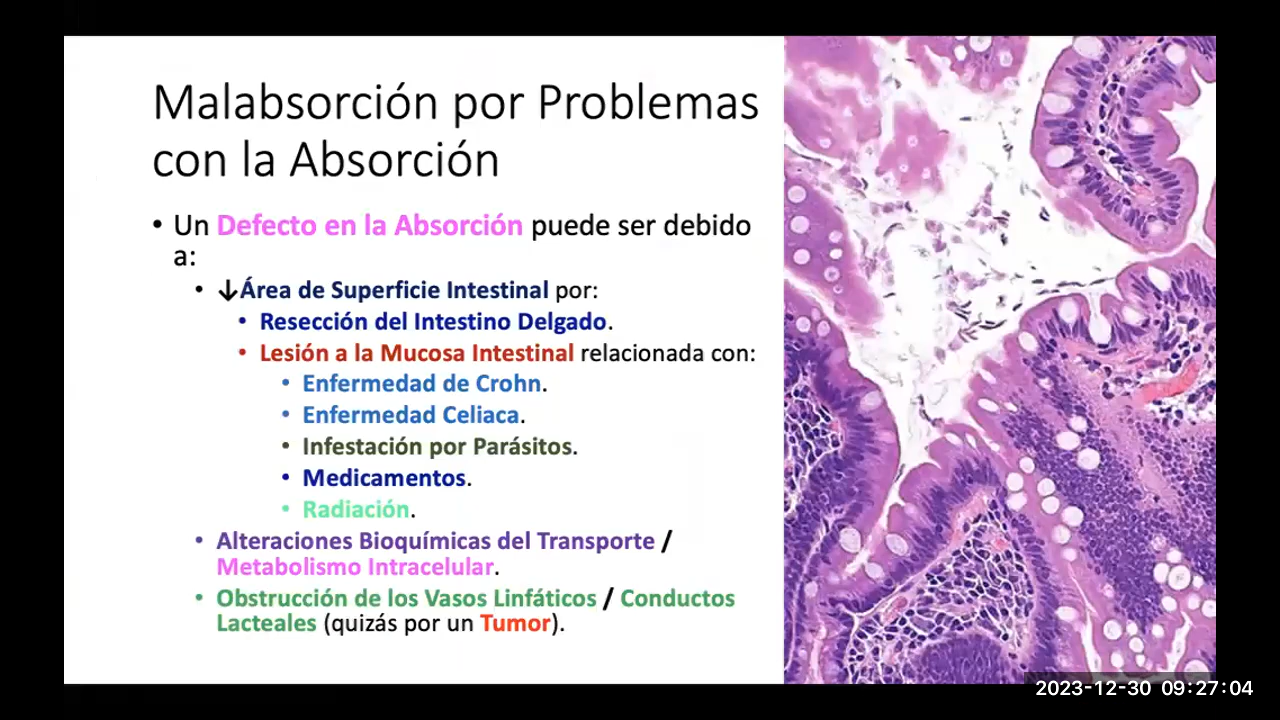 Malabsorción por Problemas
con la Absorción
• Un Defecto en la Absorción puede ser debido
a:
• ↓Área de Superficie Intestinal por:
• Resección del Intestino Delgado.
• Lesión a la Mucosa Intestinal relacionada con:
• Enfermedad de Crohn.
• Enfermedad Celiaca.
• Infestación por Parásitos.
• Medicamentos.
• Radiación.
• Alteraciones Bioquímicas del Transporte /
Metabolismo Intracelular.
• Obstrucción de los Vasos Linfáticos / Conductos
Lacteales (quizás por un Tumor).
2023-12-30 09:27:04